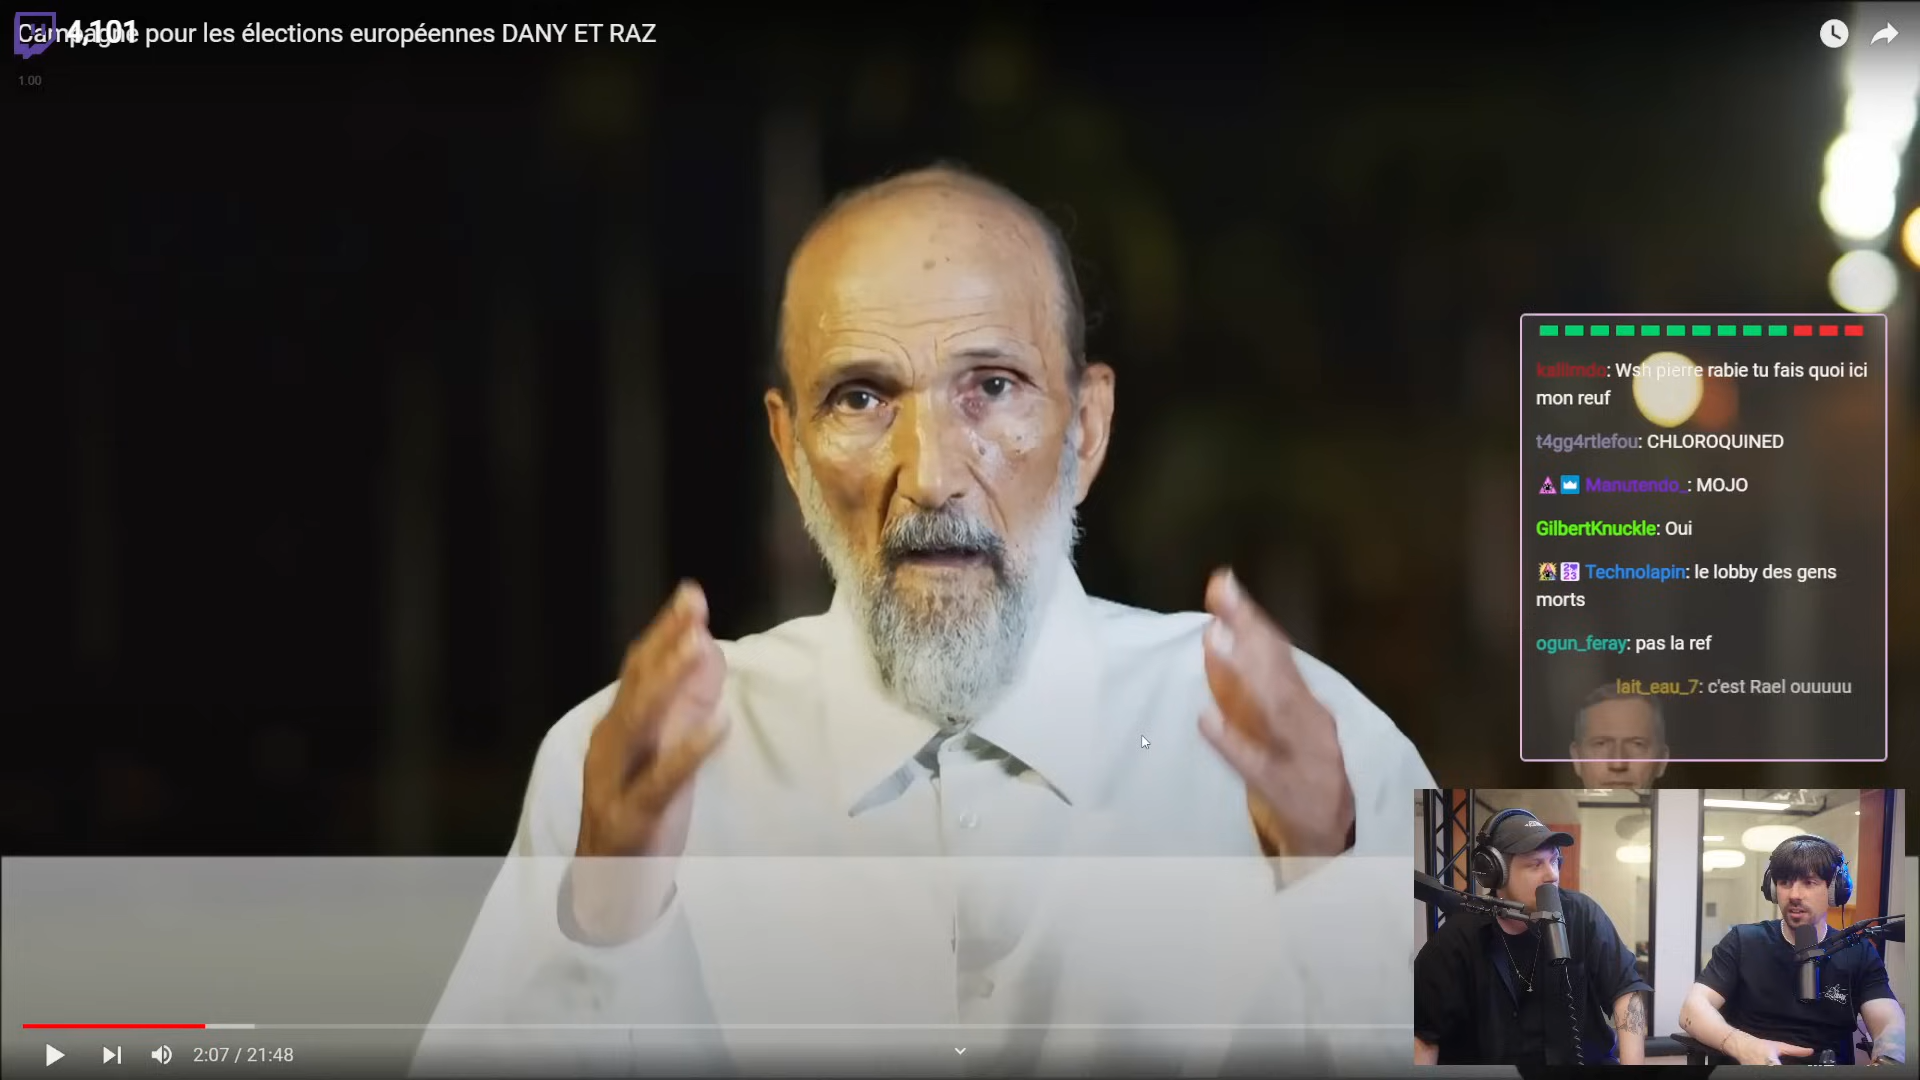 Campagne pour les élections européennes DANY ET RAZ
4,101
1.00
kalimdo: Wsh pierre rabie tu fais quoi ici
mon reuf
t4gg4rtlefou: CHLOROQUINED
Manutendo_: MOJO
GilbertKnuckle: Oui
Technolapin: le lobby des gens
morts
ogun_feray: pas la ref
lait_eau_7: c'est Rael ouuuuu
2:07 / 21:48